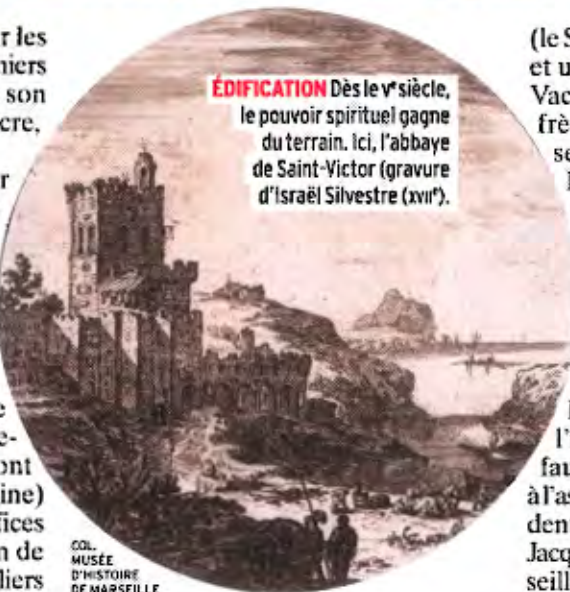 r les
niers
son
cre,
r
ÉDIFICATION Dès le Vᵉ siècle,
le pouvoir spirituel gagne
du terrain. Ici, l'abbaye
de Saint-Victor (gravure
d'Israël Silvestre (XVIIᵉ).
(le S
et u
Vac
frè
se
e
e-
ont
ine)
fices
n de
liers
COL.
MUSÉE
D'HISTOIRE
DE MARSEILLE
l'
fau
à l'as
den
Jacq
seill